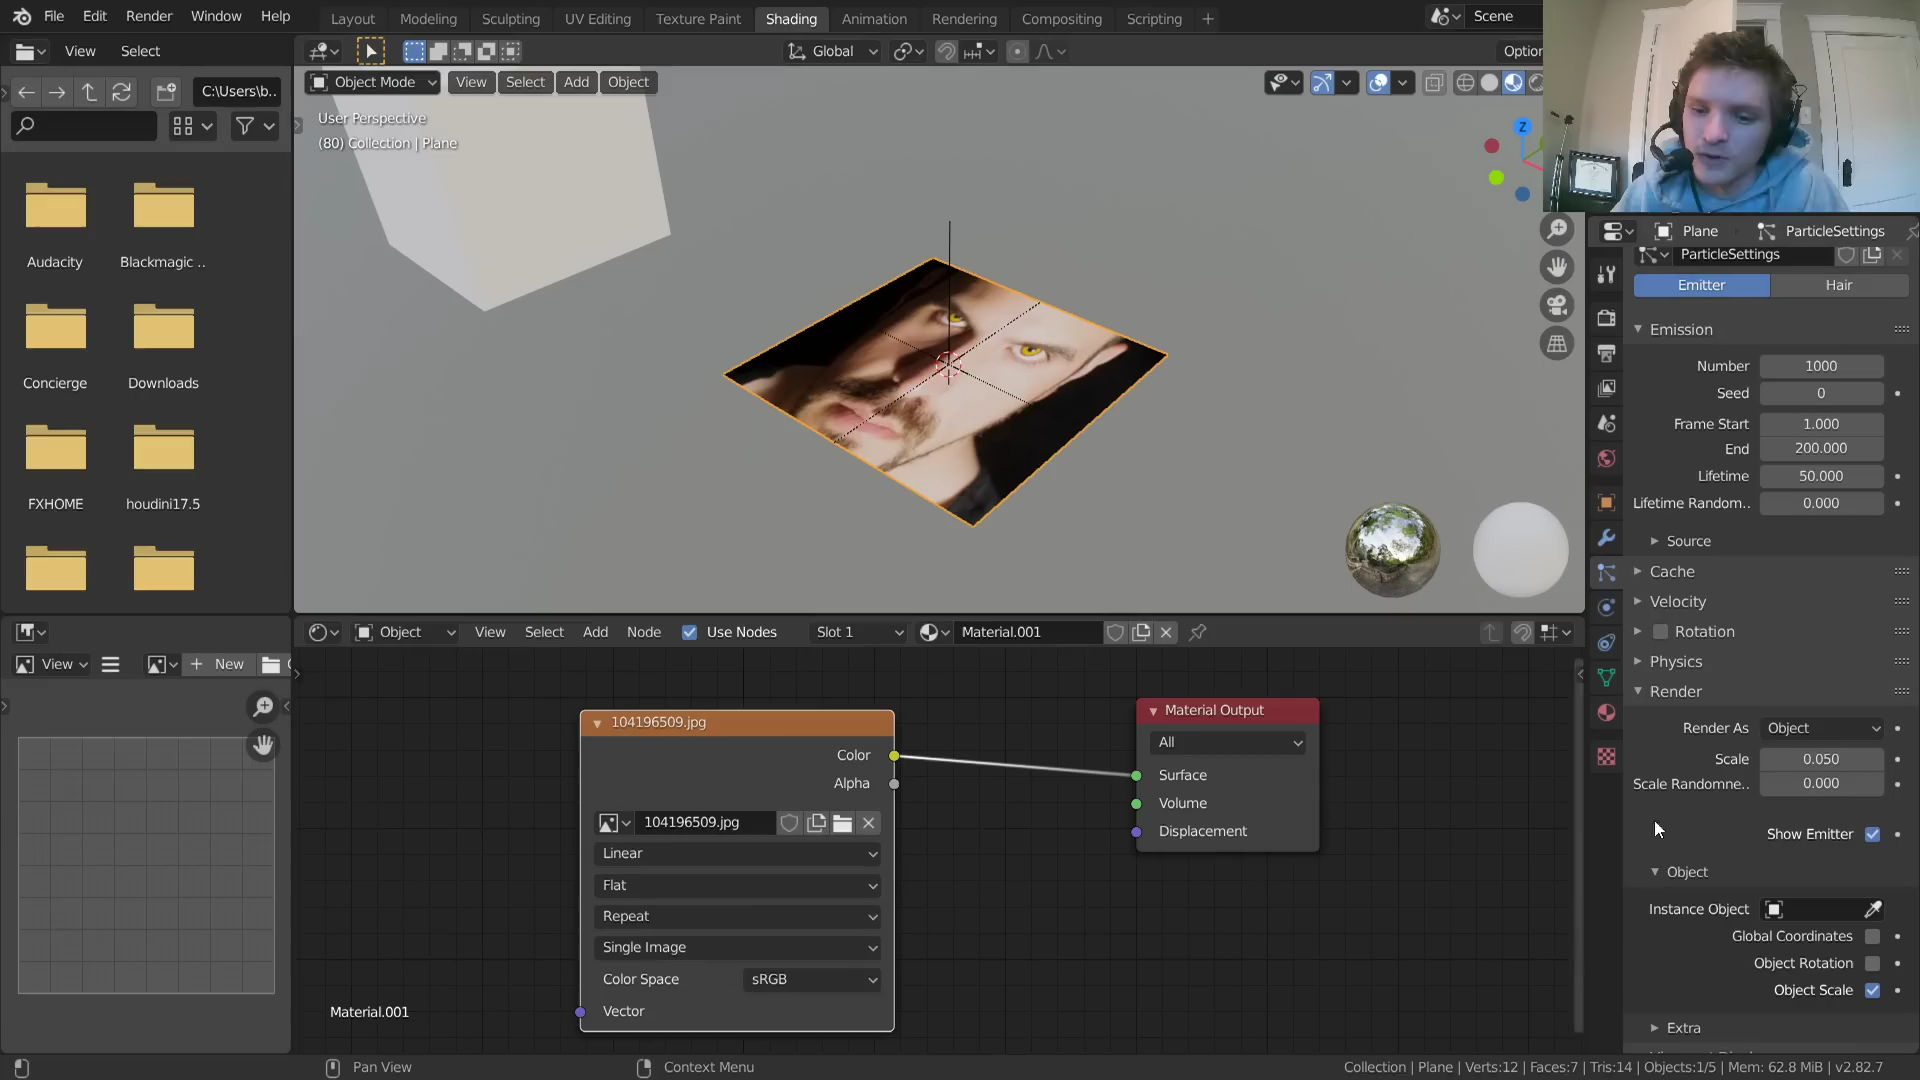 File Edit Render Window Help
Layout Modeling Sculpting UV Editing Texture Paint Shading Animation Rendering Compositing Scripting +
Scene
View Select
Global
Optior
C:\Users\b..
Object Mode View Select Add Object
User Perspective
(80) Collection | Plane
Z
Audacity
Blackmagic ..
Concierge
Downloads
FXHOME
houdini17.5
Plane
ParticleSettings
ParticleSettings
Emitter
Hair
Emission
Number 1000
Seed 0
Frame Start 1.000
End 200.000
Lifetime 50.000
Lifetime Random.. 0.000
Source
Cache
Velocity
Rotation
Physics
Render
Render As Object
Scale 0.050
Scale Randomne.. 0.000
Show Emitter
Object
Instance Object
Global Coordinates
Object Rotation
Object Scale
Extra
View
+ New
Object View Select Add Node Use Nodes Slot 1 Material.001
104196509.jpg
Color
Alpha
104196509.jpg
Linear
Flat
Repeat
Single Image
Color Space sRGB
Vector
Material Output
All
Surface
Volume
Displacement
Material.001
Pan View
Context Menu
Collection | Plane | Verts:12 | Faces:7 | Tris:14 | Objects:1/5 | Mem: 62.8 MiB | v2.82.7